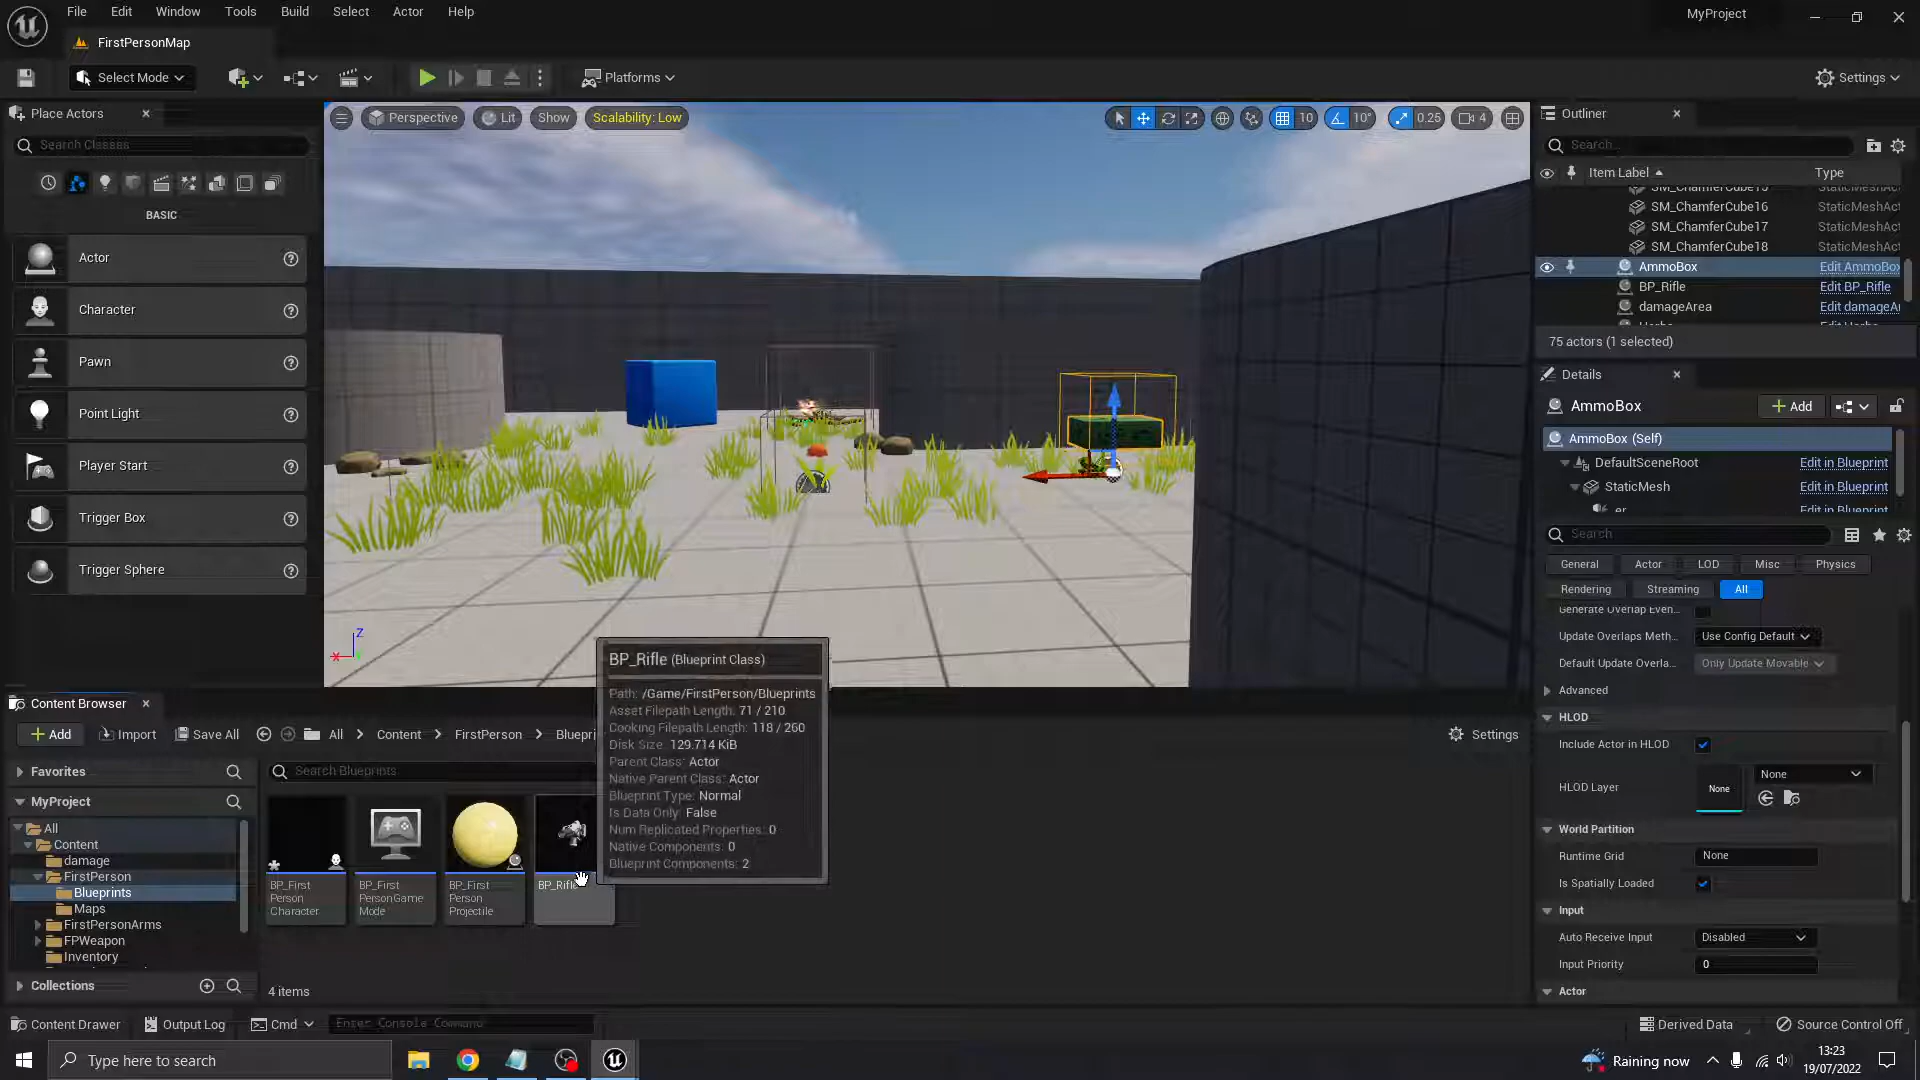 File Edit Window Tools Build Select Actor Help
MyProject
FirstPersonMap
Select Mode
Platforms
Settings
Place Actors
Search Classes
BASIC
Actor
Character
Pawn
Point Light
Player Start
Trigger Box
Trigger Sphere
Perspective
Lit
Show
Scalability: Low
10
10°
0.25
4
Z
X
Outliner
Search...
Item Label
Type
SM_ChamferCube15 StaticMeshAct
SM_ChamferCube16 StaticMeshAct
SM_ChamferCube17 StaticMeshAct
SM_ChamferCube18 StaticMeshAct
AmmoBox Edit AmmoBox
BP_Rifle Edit BP_Rifle
damageArea Edit damageAr
75 actors (1 selected)
Details
AmmoBox
Add
AmmoBox (Self)
DefaultSceneRoot Edit in Blueprint
StaticMesh Edit in Blueprint
er Edit in Blueprint
Search
General Actor LOD Misc Physics
Rendering Streaming All
Generate Overlap Even...
Update Overlaps Meth... Use Config Default
Default Update Overla... Only Update Movable
Advanced
HLOD
Include Actor in HLOD
HLOD Layer
None
None
World Partition
Runtime Grid None
Is Spatially Loaded
Input
Auto Receive Input Disabled
Input Priority 0
Actor
BP_Rifle (Blueprint Class)
Path: /Game/FirstPerson/Blueprints
Asset Filepath Length: 71 / 210
Cooking Filepath Length: 118 / 260
Disk Size: 129.714 KiB
Parent Class: Actor
Native Parent Class: Actor
Blueprint Type: Normal
Is Data Only: False
Num Replicated Properties: 0
Native Components: 0
Blueprint Components: 2
Content Browser
Add
Import
Save All
All
Content
FirstPerson
Bluepri
Settings
Favorites
MyProject
All
Content
damage
FirstPerson
Blueprints
Maps
FirstPersonArms
FPWeapon
Inventory
Collections
Search Blueprints
BP_First
Person
Character
BP_First
PersonGame
Mode
BP_First
Person
Projectile
BP_Rifle
4 items
Content Drawer
Output Log
Cmd
Enter Console Command
Derived Data
Source Control Off
Type here to search
Raining now
13:23
19/07/2022